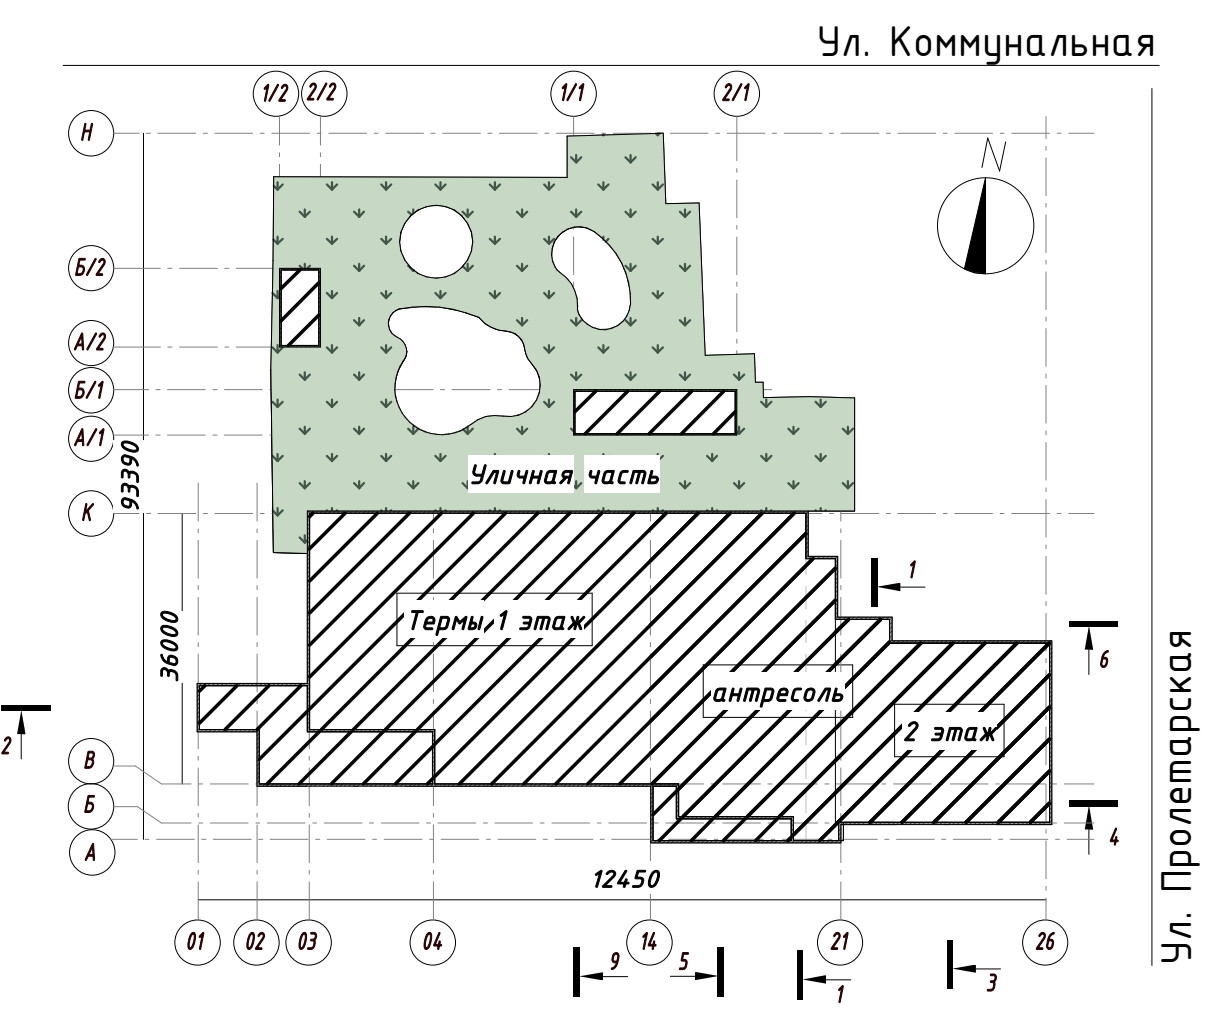 Ул. Коммунальная
1/2 2/2 1/1 2/1
Н
N
Б/2
А/2
Б/1
А/1
93390
Уличная часть
К
1
Термы 1 этаж
36000
6
антресоль
2 этаж
2
В
Б
4
А
12450
Ул. Пролетарская
01 02 03 04 14 21 26
9 5 1 3